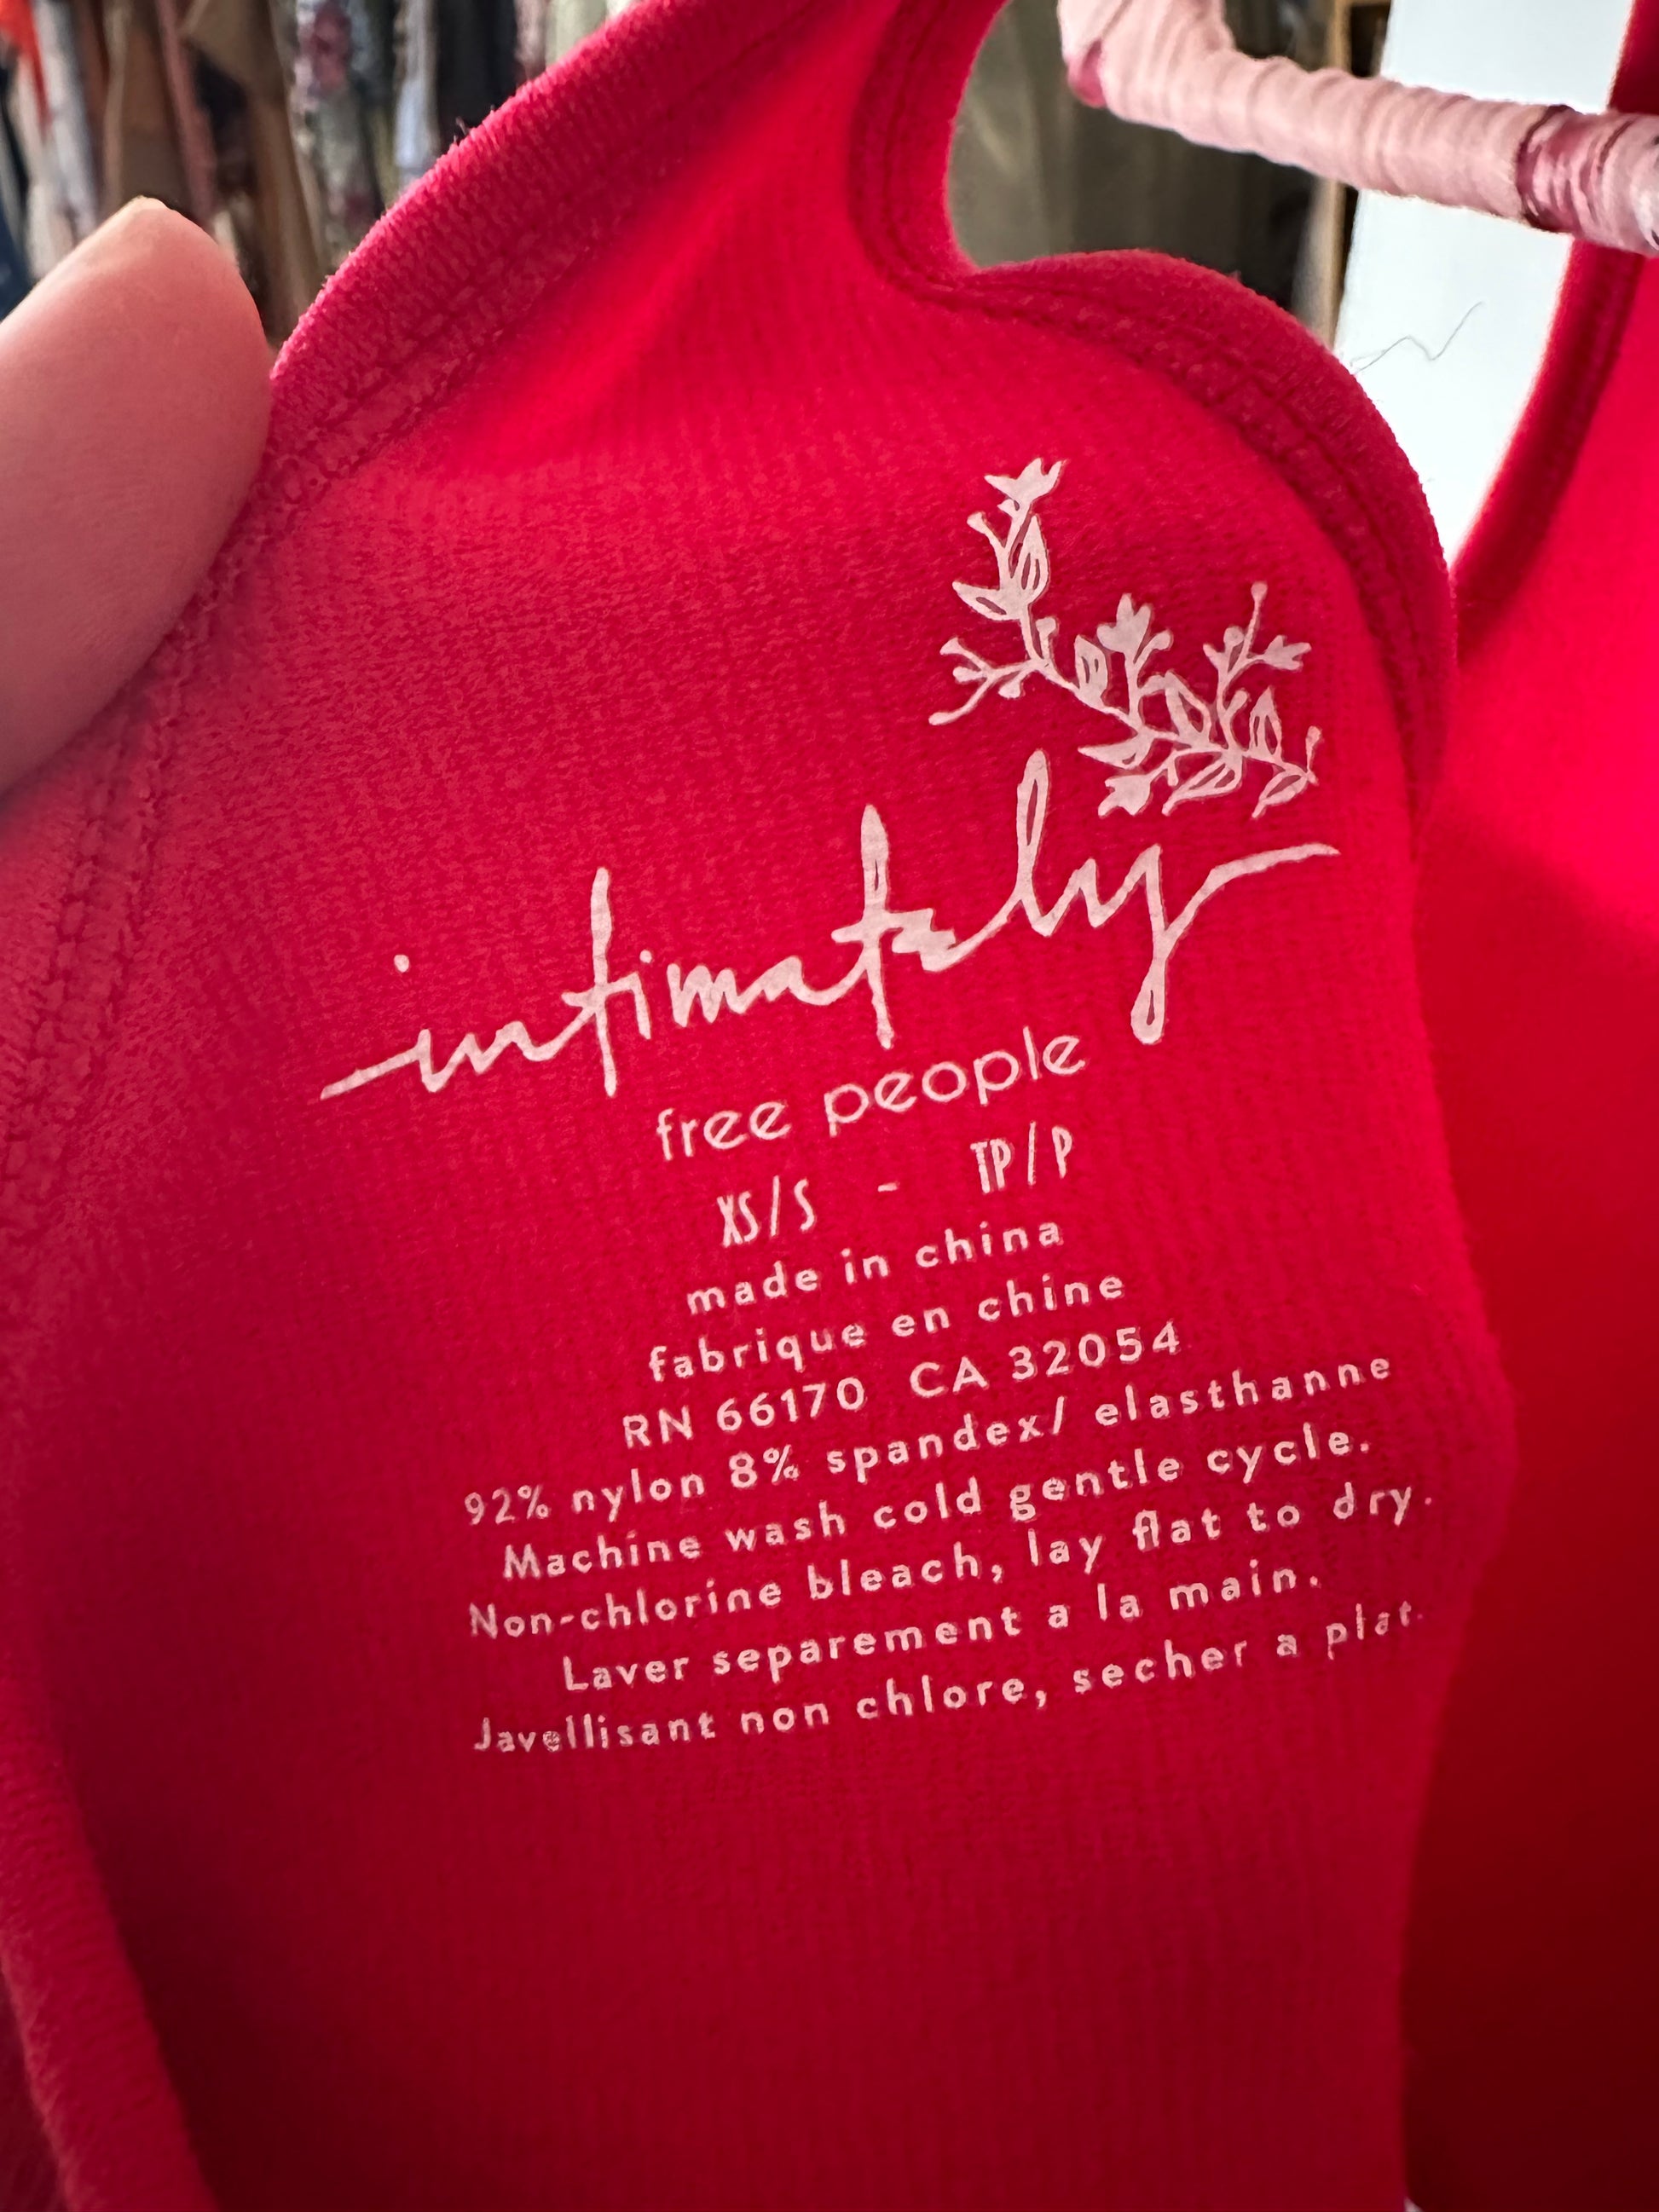 intimately
free people
XS/S - TP/P
made in china
fabrique en chine
RN 66170 CA 32054
92% nylon 8% spandex/ elasthanne
Machine wash cold gentle cycle.
Non-chlorine bleach, lay flat to dry.
Laver separement a la main.
Javellisant non chlore, secher a plat.